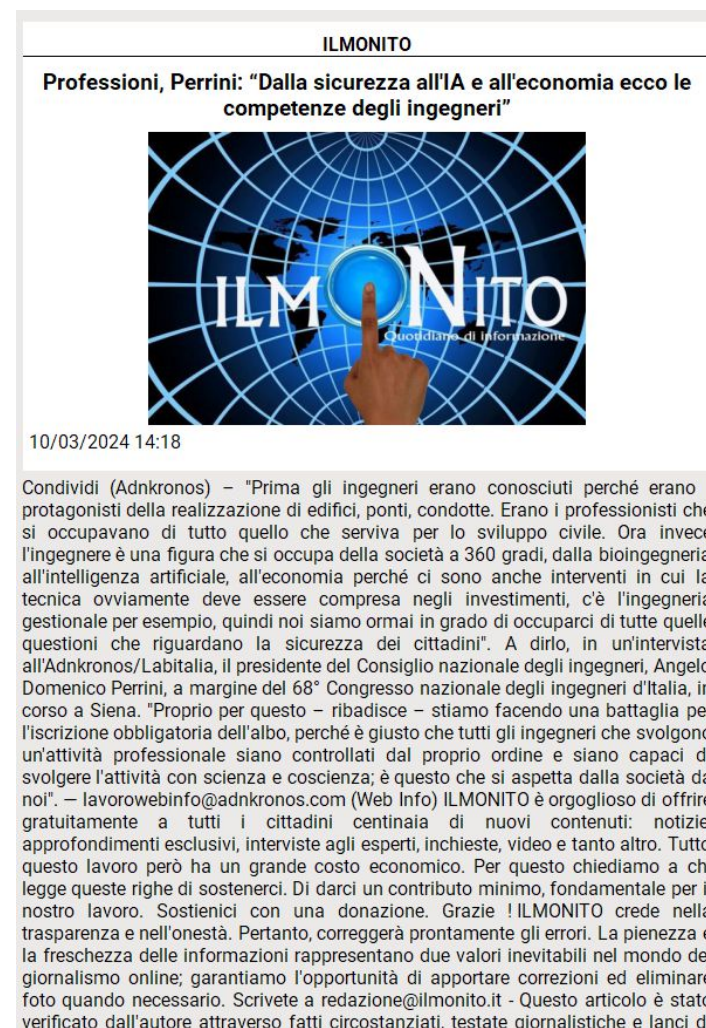 ILMONITO
Professioni, Perrini: “Dalla sicurezza all'IA e all'economia ecco le
competenze degli ingegneri”
ILMONITO
Quotidiano di informazione
10/03/2024 14:18
Condividi (Adnkronos) – "Prima gli ingegneri erano conosciuti perché erano
protagonisti della realizzazione di edifici, ponti, condotte. Erano i professionisti che
si occupavano di tutto quello che serviva per lo sviluppo civile. Ora invece
l'ingegnere è una figura che si occupa della società a 360 gradi, dalla bioingegneria
all'intelligenza artificiale, all'economia perché ci sono anche interventi in cui la
tecnica ovviamente deve essere compresa negli investimenti, c'è l'ingegneria
gestionale per esempio, quindi noi siamo ormai in grado di occuparci di tutte quelle
questioni che riguardano la sicurezza dei cittadini". A dirlo, in un'intervista
all'Adnkronos/Labitalia, il presidente del Consiglio nazionale degli ingegneri, Angelo
Domenico Perrini, a margine del 68° Congresso nazionale degli ingegneri d'Italia, in
corso a Siena. "Proprio per questo – ribadisce – stiamo facendo una battaglia pe
l'iscrizione obbligatoria dell'albo, perché è giusto che tutti gli ingegneri che svolgono
un'attività professionale siano controllati dal proprio ordine e siano capaci d
svolgere l'attività con scienza e coscienza; è questo che si aspetta dalla società da
noi". — lavorowebinfo@adnkronos.com (Web Info) ILMONITO è orgoglioso di offrire
gratuitamente a tutti i cittadini centinaia di nuovi contenuti: notizie
approfondimenti esclusivi, interviste agli esperti, inchieste, video e tanto altro. Tutto
questo lavoro però ha un grande costo economico. Per questo chiediamo a ch
legge queste righe di sostenerci. Di darci un contributo minimo, fondamentale per i
nostro lavoro. Sostienici con una donazione. Grazie ! ILMONITO crede nella
trasparenza e nell'onestà. Pertanto, correggerà prontamente gli errori. La pienezza e
la freschezza delle informazioni rappresentano due valori inevitabili nel mondo de
giornalismo online; garantiamo l'opportunità di apportare correzioni ed eliminare
foto quando necessario. Scrivete a redazione@ilmonito.it - Questo articolo è stato
verificato dall'autore attraverso fatti circostanziati, testate giornalistiche e lanci d